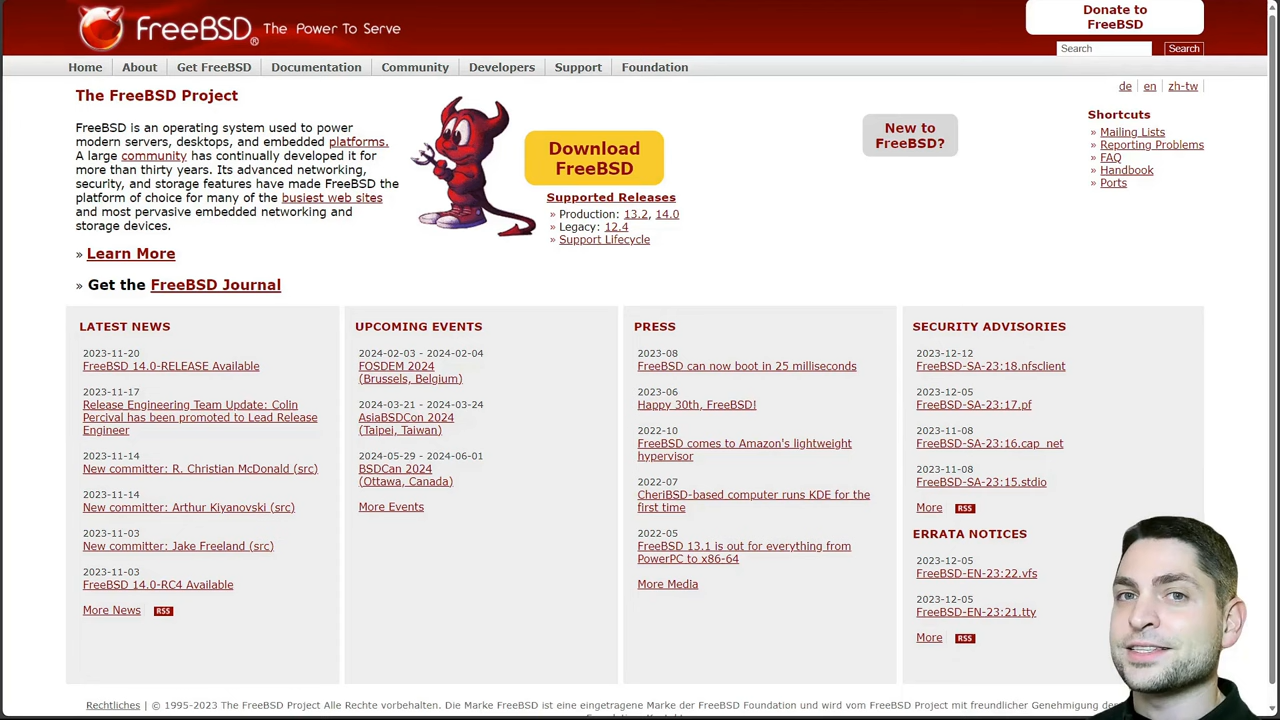 FreeBSD® The Power To Serve
Donate to
FreeBSD
Search
Search
Home
About
Get FreeBSD
Documentation
Community
Developers
Support
Foundation
de
en
zh-tw
The FreeBSD Project
FreeBSD is an operating system used to power
modern servers, desktops, and embedded platforms.
A large community has continually developed it for
more than thirty years. Its advanced networking,
security, and storage features have made FreeBSD the
platform of choice for many of the busiest web sites
and most pervasive embedded networking and
storage devices.
» Learn More
» Get the FreeBSD Journal
Download
FreeBSD
Supported Releases
» Production: 13.2, 14.0
» Legacy: 12.4
» Support Lifecycle
New to
FreeBSD?
Shortcuts
» Mailing Lists
» Reporting Problems
» FAQ
» Handbook
» Ports
LATEST NEWS
2023-11-20
FreeBSD 14.0-RELEASE Available
2023-11-17
Release Engineering Team Update: Colin
Percival has been promoted to Lead Release
Engineer
2023-11-14
New committer: R. Christian McDonald (src)
2023-11-14
New committer: Arthur Kiyanovski (src)
2023-11-03
New committer: Jake Freeland (src)
2023-11-03
FreeBSD 14.0-RC4 Available
More News RSS
UPCOMING EVENTS
2024-02-03 - 2024-02-04
FOSDEM 2024
(Brussels, Belgium)
2024-03-21 - 2024-03-24
AsiaBSDCon 2024
(Taipei, Taiwan)
2024-05-29 - 2024-06-01
BSDCan 2024
(Ottawa, Canada)
More Events
PRESS
2023-08
FreeBSD can now boot in 25 milliseconds
2023-06
Happy 30th, FreeBSD!
2022-10
FreeBSD comes to Amazon's lightweight
hypervisor
2022-07
CheriBSD-based computer runs KDE for the
first time
2022-05
FreeBSD 13.1 is out for everything from
PowerPC to x86-64
More Media
SECURITY ADVISORIES
2023-12-12
FreeBSD-SA-23:18.nfsclient
2023-12-05
FreeBSD-SA-23:17.pf
2023-11-08
FreeBSD-SA-23:16.cap_net
2023-11-08
FreeBSD-SA-23:15.stdio
More RSS
ERRATA NOTICES
2023-12-05
FreeBSD-EN-23:22.vfs
2023-12-05
FreeBSD-EN-23:21.tty
More RSS
Rechtliches | © 1995-2023 The FreeBSD Project Alle Rechte vorbehalten. Die Marke FreeBSD ist eine eingetragene Marke der FreeBSD Foundation und wird vom FreeBSD Project mit freundlicher Genehmigung der